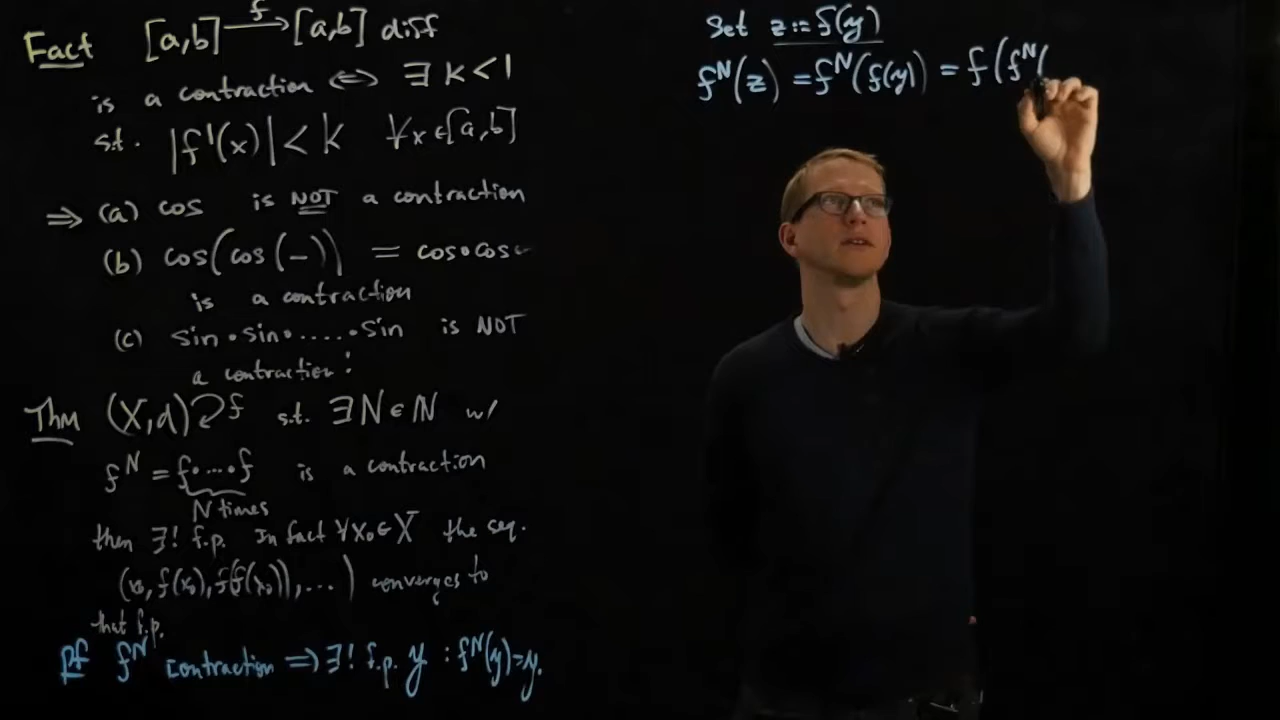 Fact [a,b] —f→ [a,b] diff
is a contraction ⇔ ∃ k < 1
s.t. |f'(x)| < k ∀x∈[a,b]
⇒ (a) cos is NOT a contraction
(b) cos(cos(-)) = cos∘cos
is a contraction
(c) sin∘sin∘.....∘sin is NOT
a contraction!
Thm (X,d)⤸f s.t. ∃N∈ℕ w/
f^N = f∘...∘f is a contraction
N times
then ∃! f.p. In fact ∀x₀∈X the seq.
(x₀, f(x₀), f(f(x₀)),...) converges to
that f.p.
Pf f^N contraction ⇒ ∃! f.p. y : f^N(y)=y.
Set z := f(y)
f^N(z) = f^N(f(y)) = f(f^N(